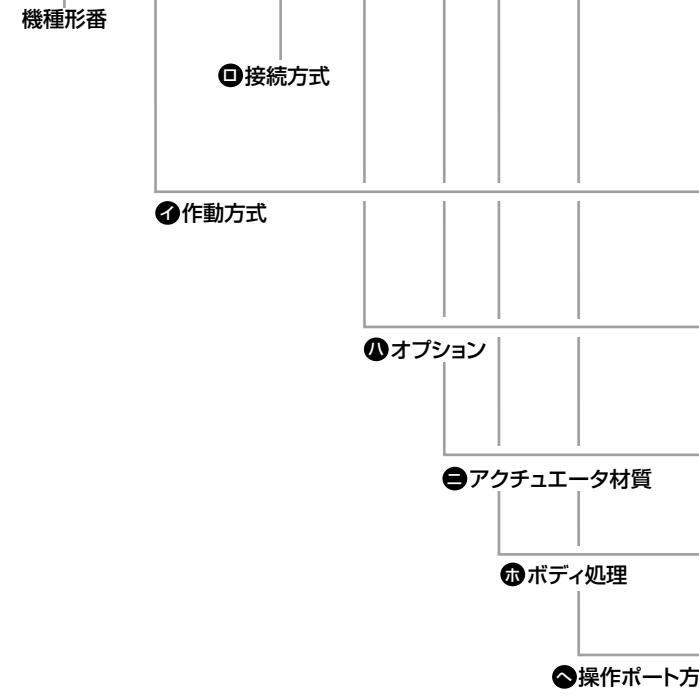 機種形番
ロ接続方式
イ作動方式
ハオプション
ニアクチュエータ材質
ホボディ処理
ヘ操作ポート方